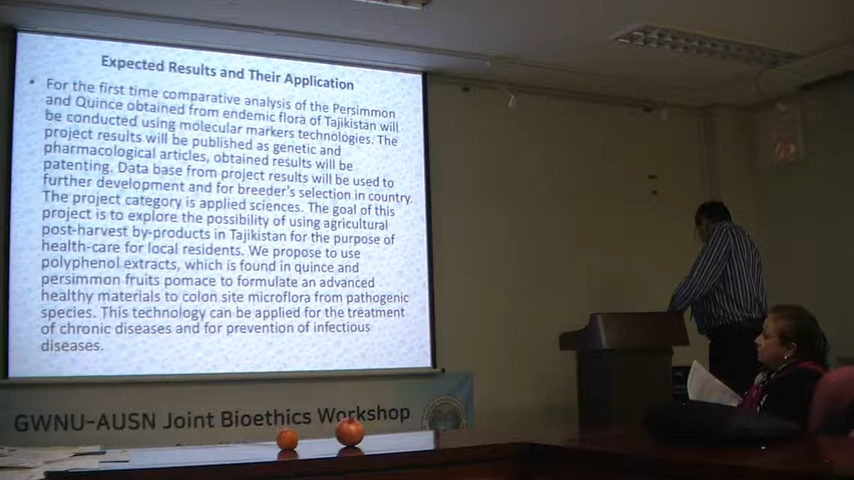 Expected Results and Their Application
• For the first time comparative analysis of the Persimmon
and Quince obtained from endemic flora of Tajikistan will
be conducted using molecular markers technologies. The
project results will be published as genetic and
pharmacological articles, obtained results will be
patenting. Data base from project results will be used to
further development and for breeder's selection in country.
The project category is applied sciences. The goal of this
project is to explore the possibility of using agricultural
post-harvest by-products in Tajikistan for the purpose of
health-care for local residents. We propose to use
polyphenol extracts, which is found in quince and
persimmon fruits pomace to formulate an advanced
healthy materials to colon site microflora from pathogenic
species. This technology can be applied for the treatment
of chronic diseases and for prevention of infectious
diseases.
GWNU-AUSN Joint Bioethics Workshop